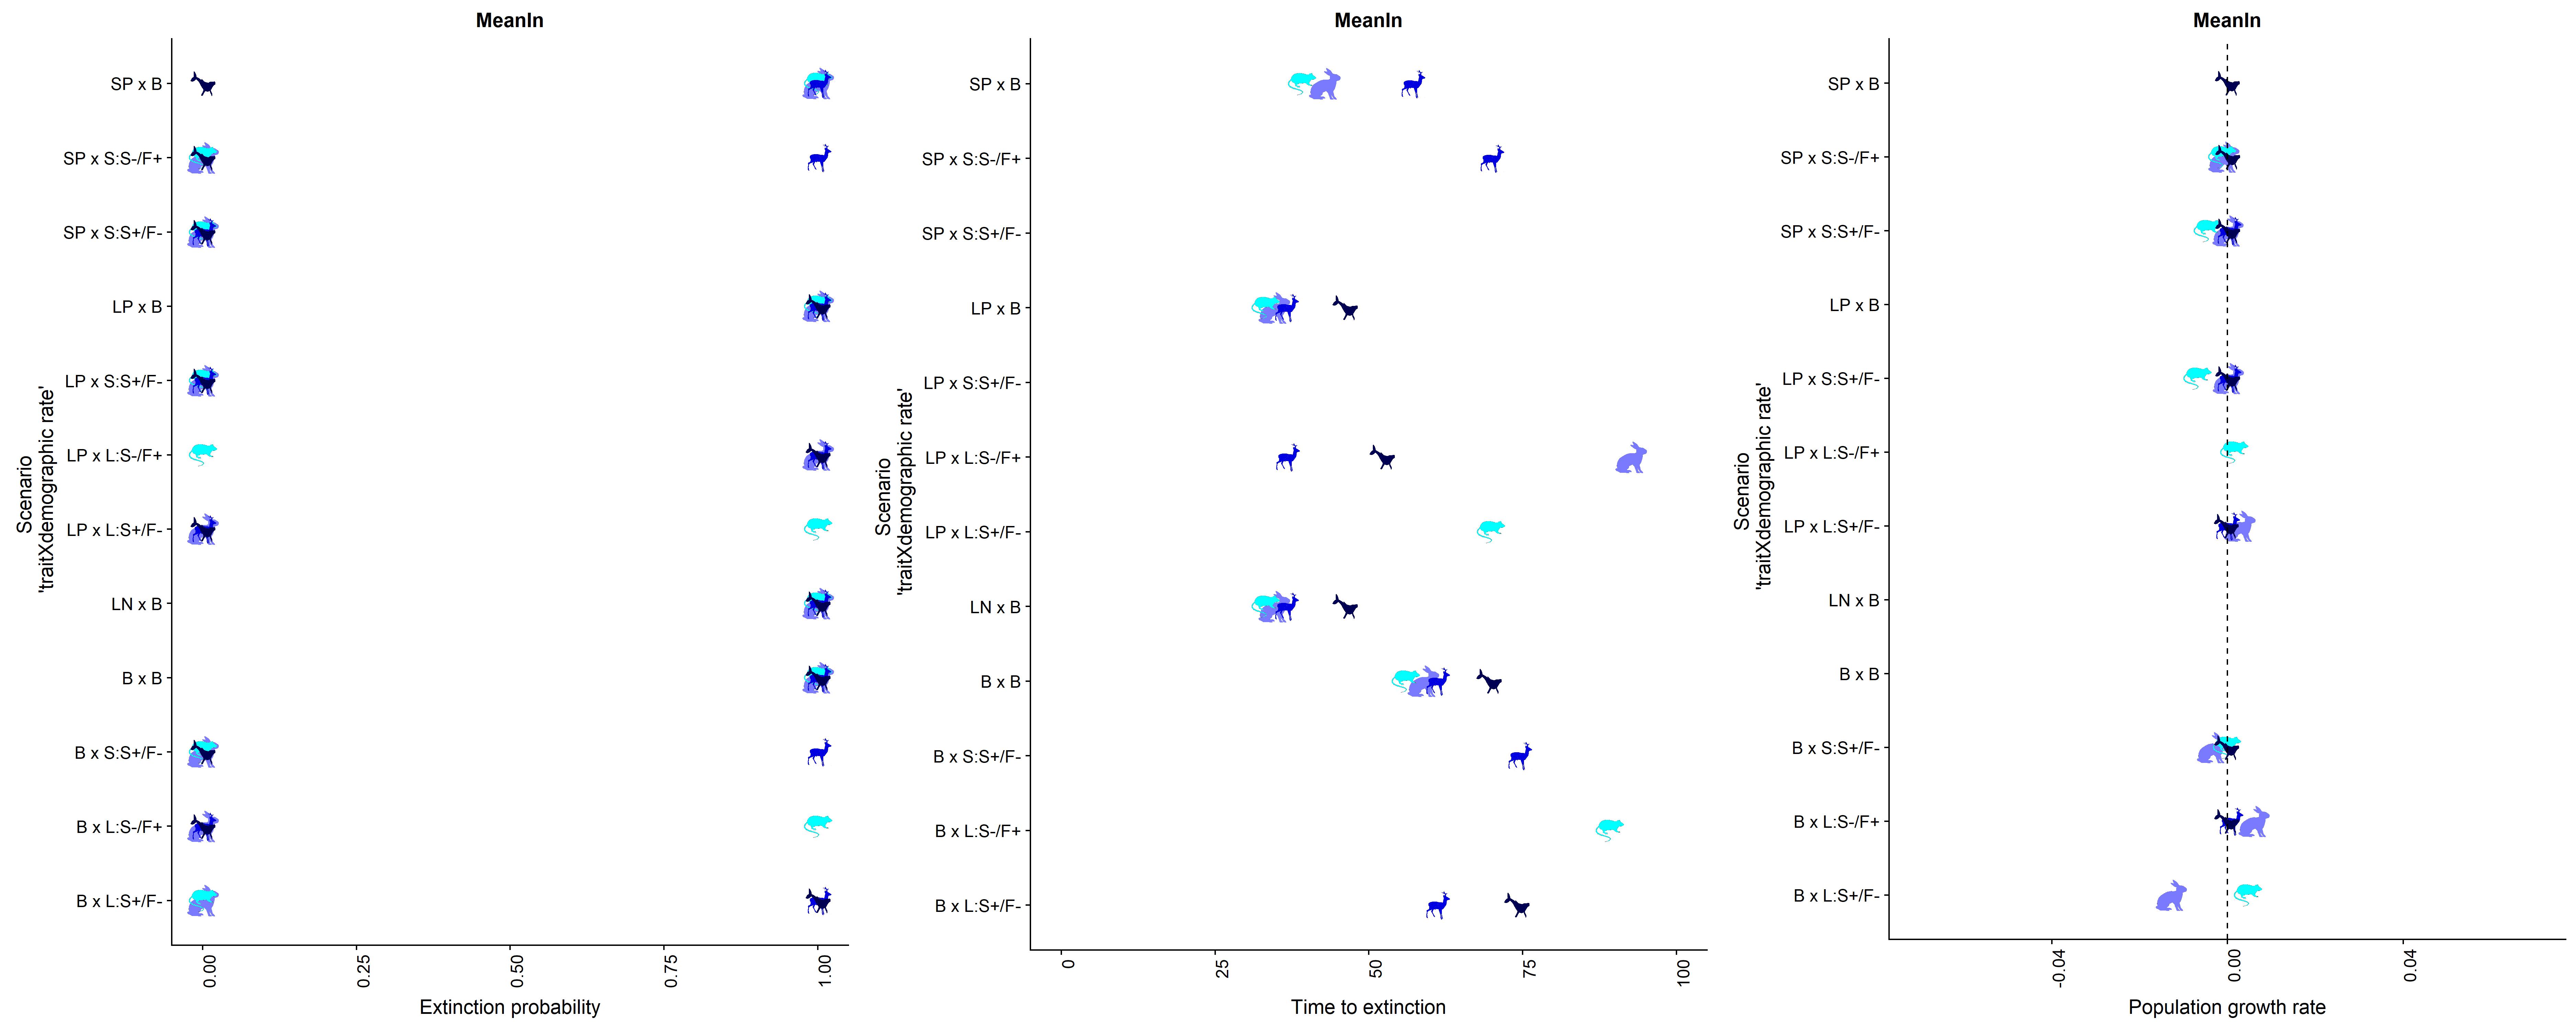 MeanIn
SP x B
SP x S:S-/F+
SP x S:S+/F-
LP x B
LP x S:S+/F-
LP x L:S-/F+
LP x L:S+/F-
LN x B
B x B
B x S:S+/F-
B x L:S-/F+
B x L:S+/F-
Scenario
'traitXdemographic rate'
0.00
0.25
0.50
0.75
1.00
Extinction probability
MeanIn
SP x B
SP x S:S-/F+
SP x S:S+/F-
LP x B
LP x S:S+/F-
LP x L:S-/F+
LP x L:S+/F-
LN x B
B x B
B x S:S+/F-
B x L:S-/F+
B x L:S+/F-
Scenario
'traitXdemographic rate'
0
25
50
75
100
Time to extinction
MeanIn
SP x B
SP x S:S-/F+
SP x S:S+/F-
LP x B
LP x S:S+/F-
LP x L:S-/F+
LP x L:S+/F-
LN x B
B x B
B x S:S+/F-
B x L:S-/F+
B x L:S+/F-
Scenario
'traitXdemographic rate'
-0.04
0.00
0.04
Population growth rate